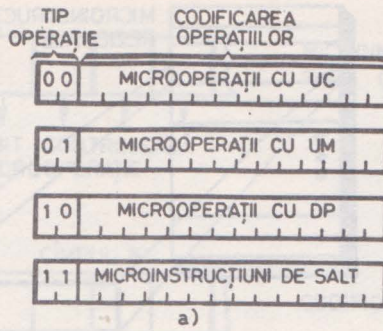 TIP CODIFICAREA
OPERAȚIE OPERAȚIILOR
0 0 MICROOPERAȚII CU UC
0 1 MICROOPERAȚII CU UM
1 0 MICROOPERAȚII CU DP
1 1 MICROINSTRUCȚIUNI DE SALT
a)